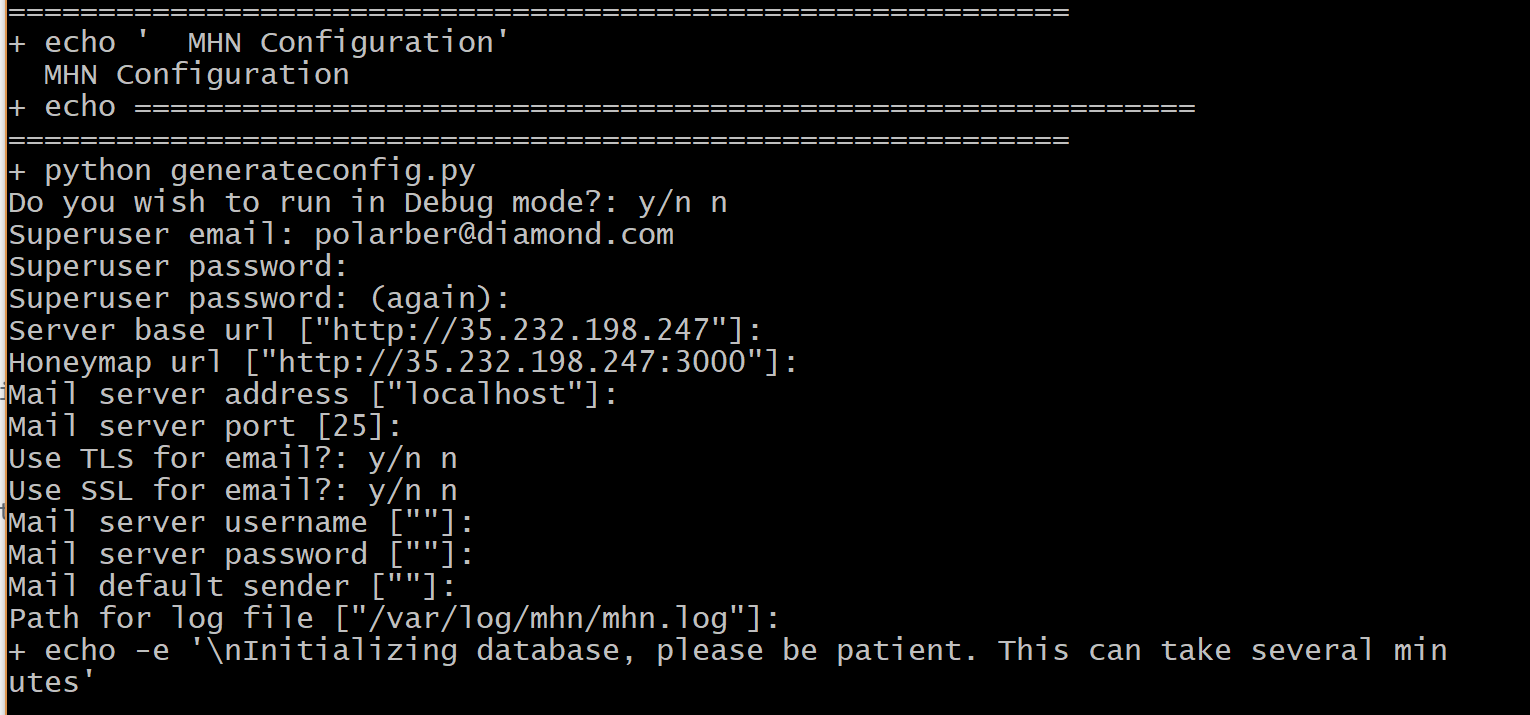 ===========================================================
+ echo '  MHN Configuration'
  MHN Configuration
+ echo ===========================================================
===========================================================
+ python generateconfig.py
Do you wish to run in Debug mode?: y/n n
Superuser email: polarber@diamond.com
Superuser password:
Superuser password: (again):
Server base url ["http://35.232.198.247"]:
Honeymap url ["http://35.232.198.247:3000"]:
Mail server address ["localhost"]:
Mail server port [25]:
Use TLS for email?: y/n n
Use SSL for email?: y/n n
Mail server username [""]:
Mail server password [""]:
Mail default sender [""]:
Path for log file ["/var/log/mhn/mhn.log"]:
+ echo -e '\nInitializing database, please be patient. This can take several min
utes'